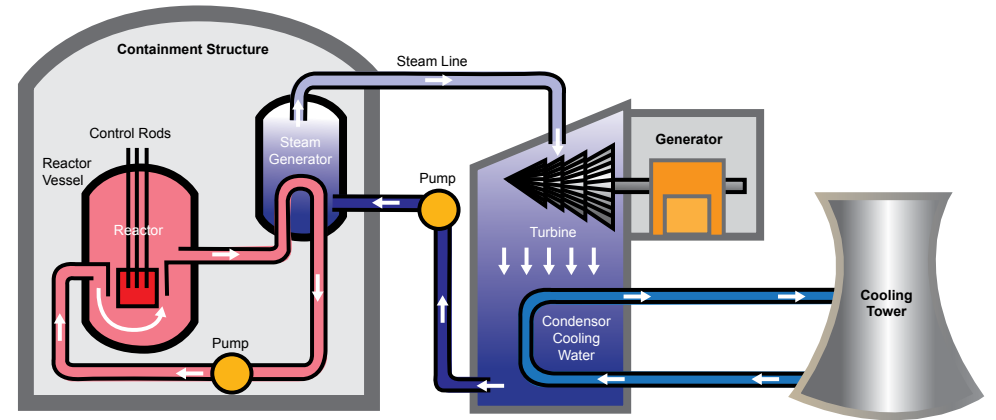 Containment Structure
Steam Line
Control Rods
Reactor
Vessel
Steam
Generator
Generator
Pump
Reactor
Turbine
Condensor
Cooling
Water
Cooling
Tower
Pump